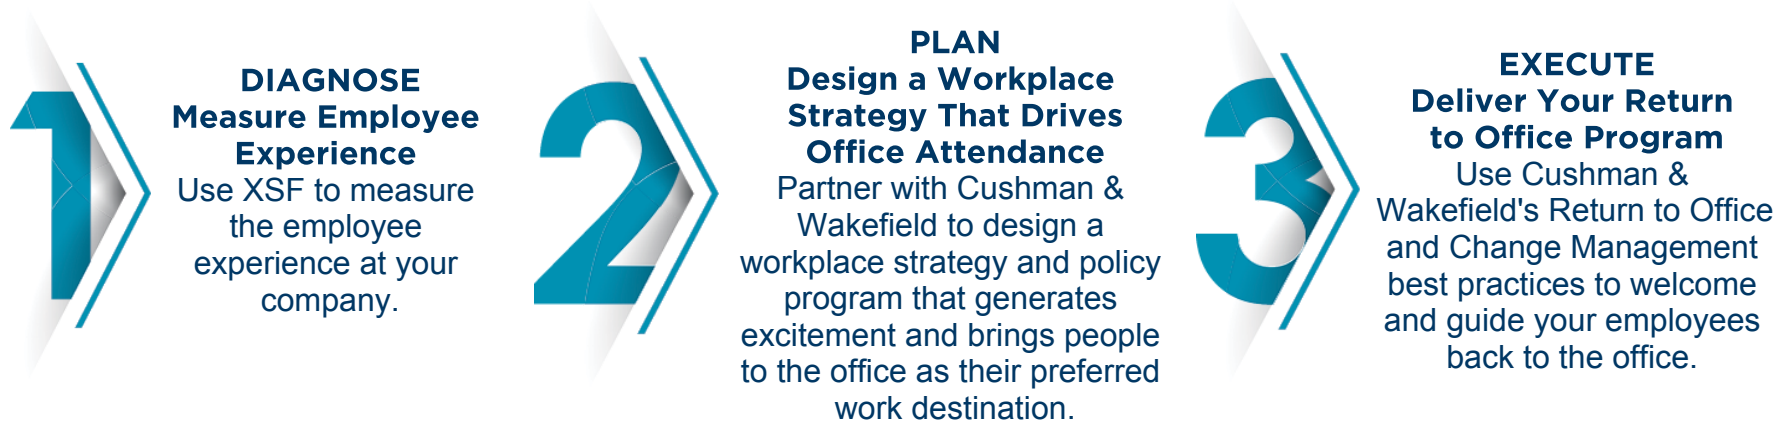 1
DIAGNOSE
Measure Employee
Experience
Use XSF to measure
the employee
experience at your
company.
2
PLAN
Design a Workplace
Strategy That Drives
Office Attendance
Partner with Cushman &
Wakefield to design a
workplace strategy and policy
program that generates
excitement and brings people
to the office as their preferred
work destination.
3
EXECUTE
Deliver Your Return
to Office Program
Use Cushman &
Wakefield's Return to Office
and Change Management
best practices to welcome
and guide your employees
back to the office.